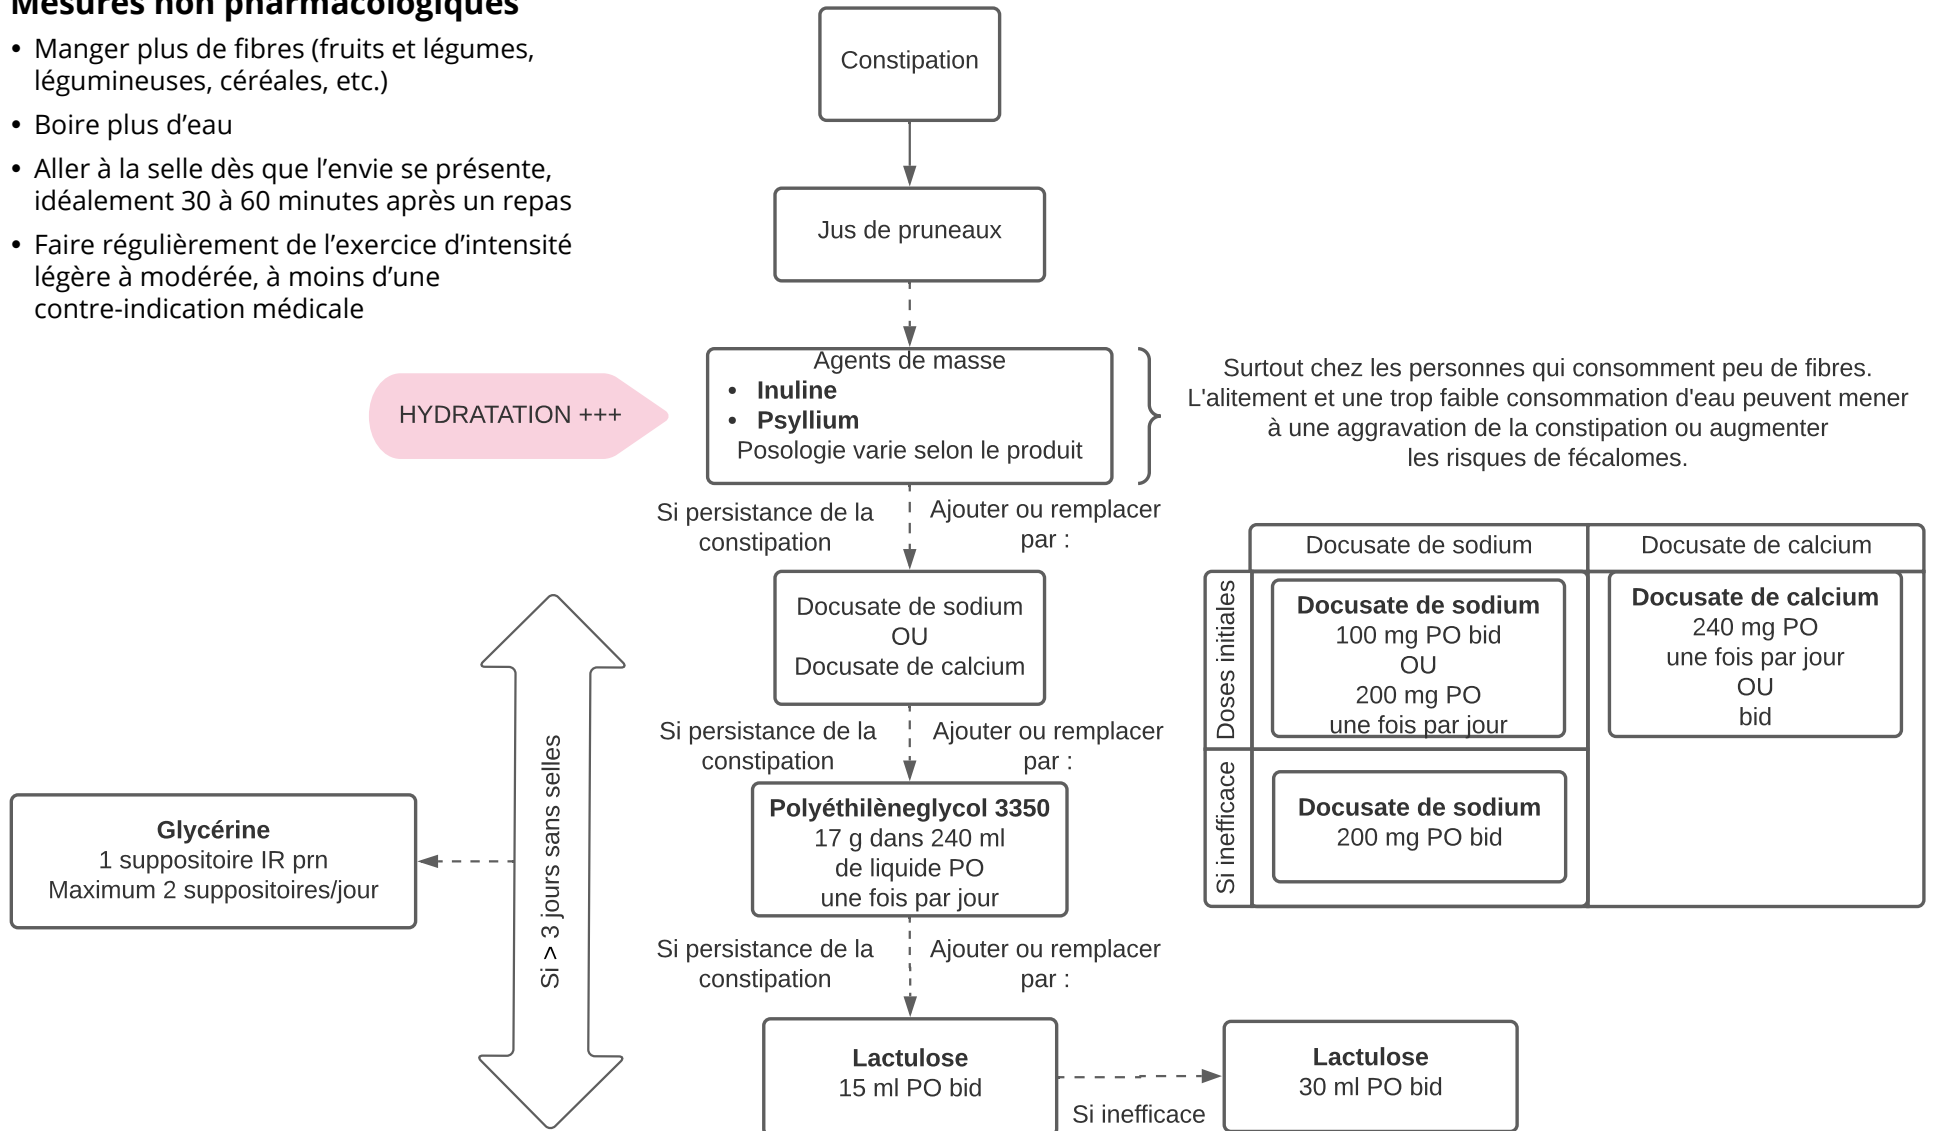 Mesures non pharmacologiques
• Manger plus de fibres (fruits et légumes,
légumineuses, céréales, etc.)
• Boire plus d’eau
• Aller à la selle dès que l’envie se présente,
idéalement 30 à 60 minutes après un repas
• Faire régulièrement de l’exercice d’intensité
légère à modérée, à moins d’une
contre-indication médicale
Constipation
Jus de pruneaux
HYDRATATION +++
Agents de masse
• Inuline
• Psyllium
Posologie varie selon le produit
Surtout chez les personnes qui consomment peu de fibres.
L'alitement et une trop faible consommation d'eau peuvent mener
à une aggravation de la constipation ou augmenter
les risques de fécalomes.
Si persistance de la
constipation
Ajouter ou remplacer
par :
Docusate de sodium
OU
Docusate de calcium
Docusate de sodium
Docusate de calcium
Doses initiales
Docusate de sodium
100 mg PO bid
OU
200 mg PO
une fois par jour
Docusate de calcium
240 mg PO
une fois par jour
OU
bid
Si inefficace
Docusate de sodium
200 mg PO bid
Si persistance de la
constipation
Ajouter ou remplacer
par :
Polyéthilèneglycol 3350
17 g dans 240 ml
de liquide PO
une fois par jour
Si > 3 jours sans selles
Glycérine
1 suppositoire IR prn
Maximum 2 suppositoires/jour
Si persistance de la
constipation
Ajouter ou remplacer
par :
Lactulose
15 ml PO bid
Si inefficace
Lactulose
30 ml PO bid